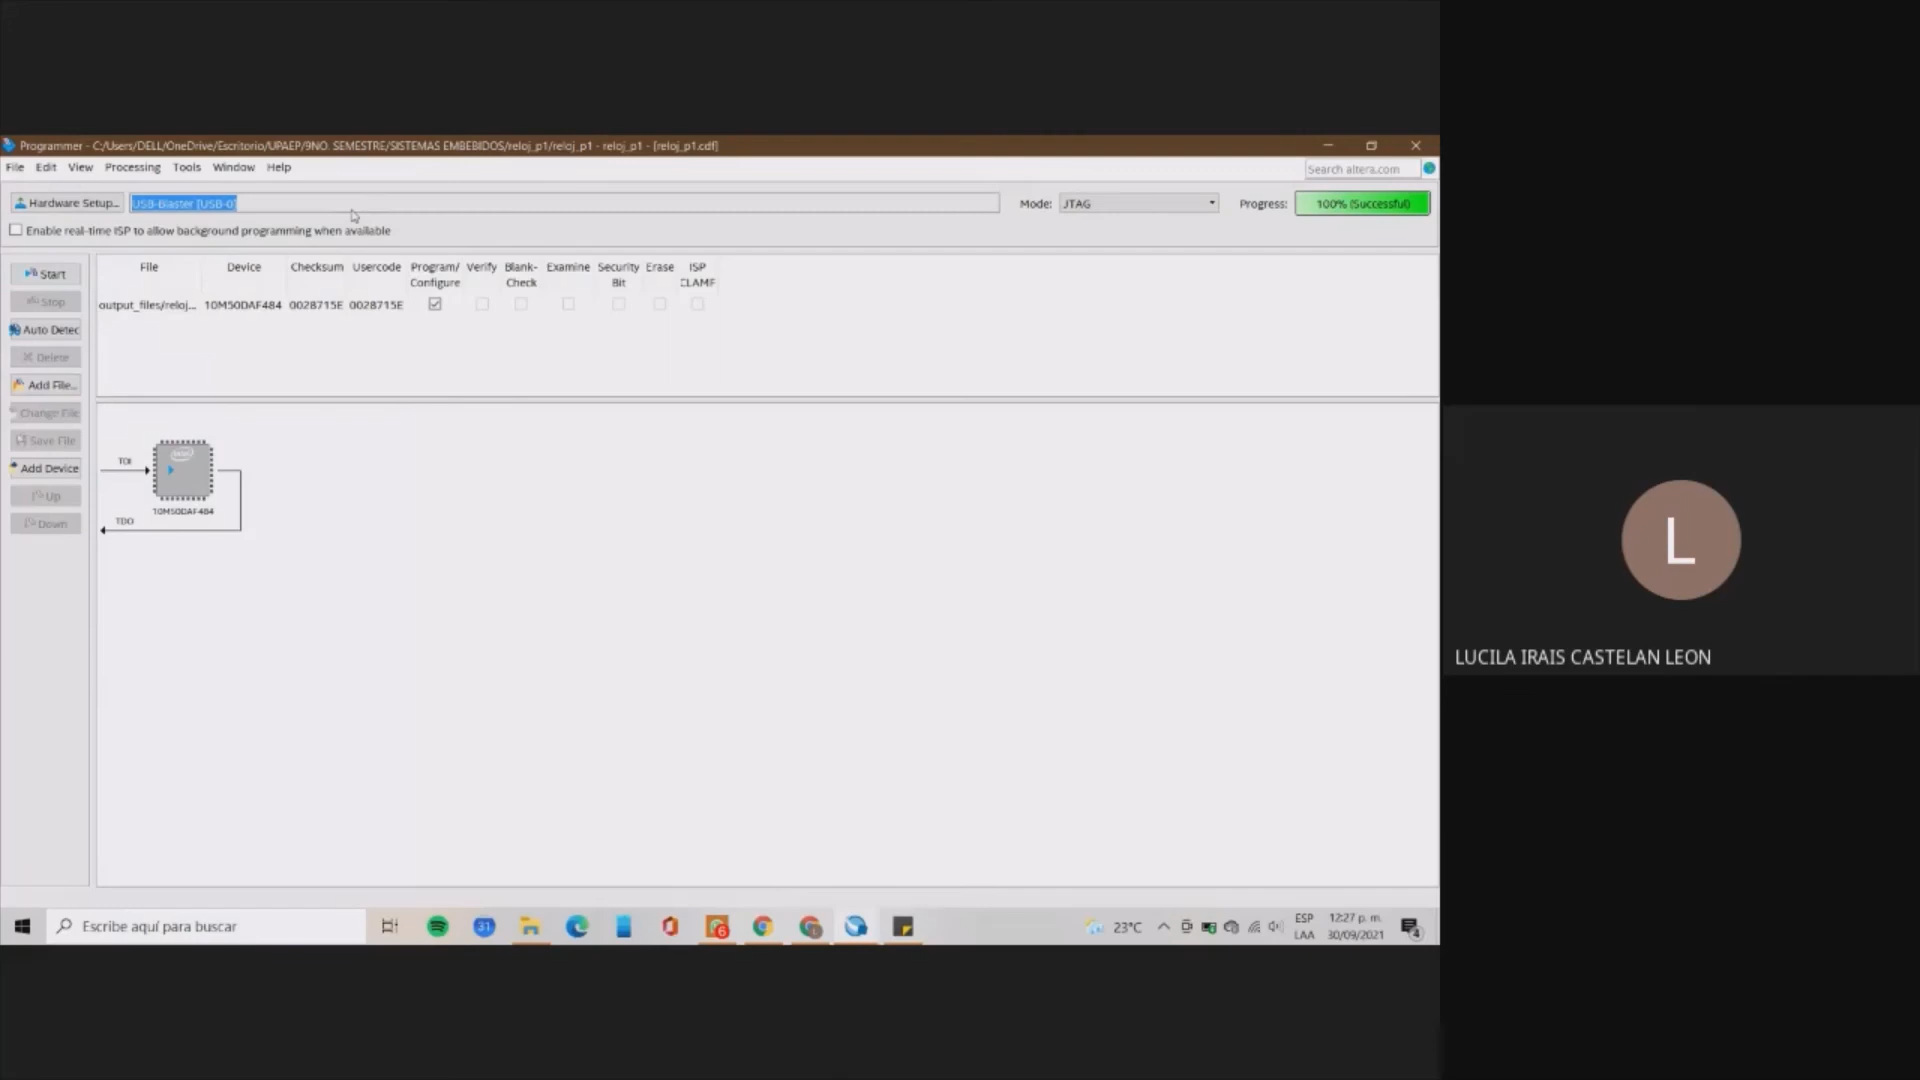 Programmer - C:/Users/DELL/OneDrive/Escritorio/UPAEP/9NO. SEMESTRE/SISTEMAS EMBEBIDOS/reloj_p1/reloj_p1 - reloj_p1 - [reloj_p1.cdf]
File Edit View Processing Tools Window Help
Search altera.com
Hardware Setup... USB-Blaster [USB-0] Mode: JTAG Progress: 100% (Successful)
Enable real-time ISP to allow background programming when available
File Device Checksum Usercode Program/ Verify Blank- Examine Security Erase ISP
Configure Check Bit CLAMP
output_files/reloj... 10M50DAF484 0028715E 0028715E
Start
Stop
Auto Detec
Delete
Add File...
Change File
Save File
Add Device
Up
Down
TDI
intel
10M50DAF484
TDO
L
LUCILA IRAIS CASTELAN LEON
Escribe aquí para buscar
31
6
23°C
ESP
LAA
12:27 p. m.
30/09/2021
4